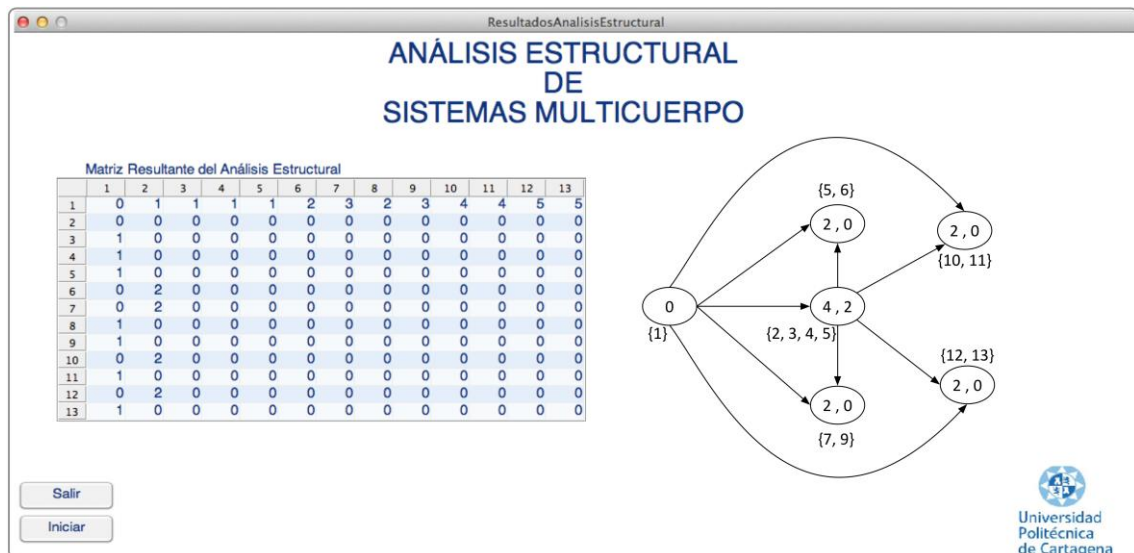 ResultadosAnalisisEstructural
ANÁLISIS ESTRUCTURAL
DE
SISTEMAS MULTICUERPO
Matriz Resultante del Análisis Estructural
1 2 3 4 5 6 7 8 9 10 11 12 13
1 0 1 1 1 1 2 3 2 3 4 4 5 5
2 0 0 0 0 0 0 0 0 0 0 0 0 0
3 1 0 0 0 0 0 0 0 0 0 0 0 0
4 1 0 0 0 0 0 0 0 0 0 0 0 0
5 1 0 0 0 0 0 0 0 0 0 0 0 0
6 0 2 0 0 0 0 0 0 0 0 0 0 0
7 0 2 0 0 0 0 0 0 0 0 0 0 0
8 1 0 0 0 0 0 0 0 0 0 0 0 0
9 1 0 0 0 0 0 0 0 0 0 0 0 0
10 0 2 0 0 0 0 0 0 0 0 0 0 0
11 1 0 0 0 0 0 0 0 0 0 0 0 0
12 0 2 0 0 0 0 0 0 0 0 0 0 0
13 1 0 0 0 0 0 0 0 0 0 0 0 0
{5, 6}
2 , 0
2 , 0
{10, 11}
0
4 , 2
{1}
{2, 3, 4, 5}
{12, 13}
2 , 0
2 , 0
{7, 9}
Salir
Iniciar
Universidad
Politécnica
de Cartagena